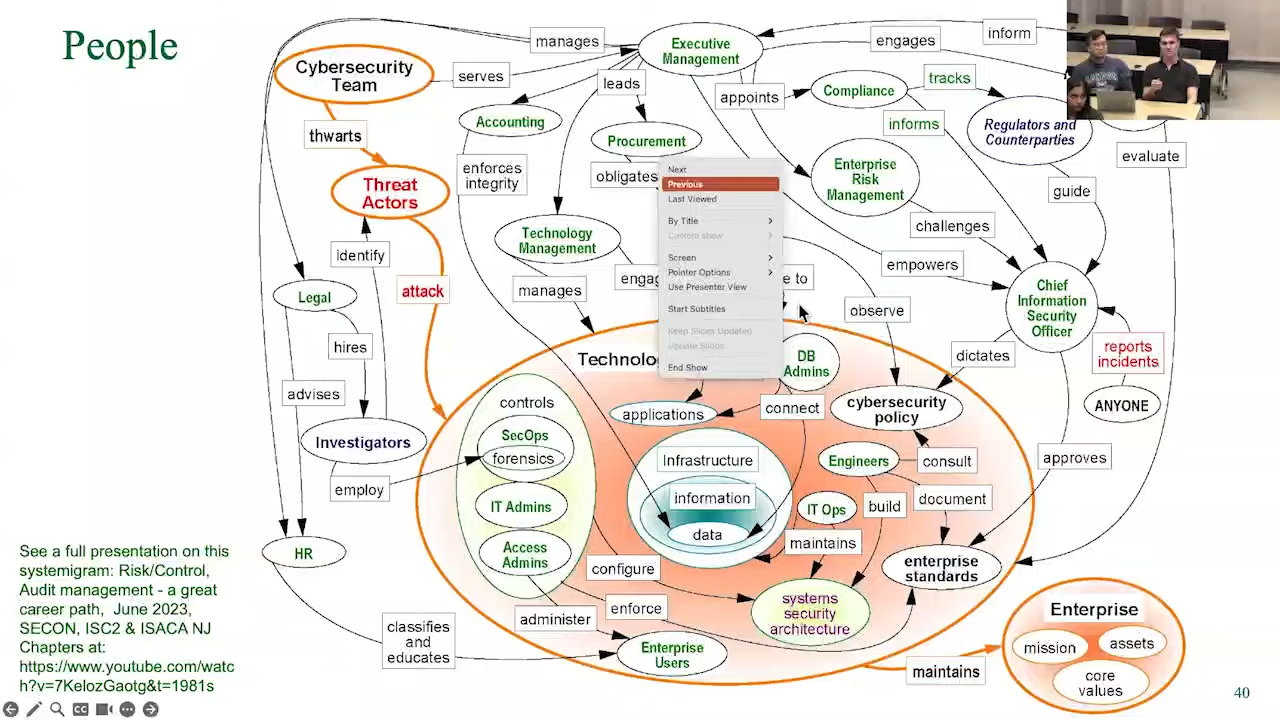 People
manages
Executive
Management
engages
inform
Cybersecurity
Team
serves
leads
appoints
Compliance
tracks
Accounting
Procurement
informs
Regulators and
Counterparties
thwarts
enforces
integrity
obligates
Enterprise
Risk
Management
evaluate
Threat
Actors
guide
Next
Previous
Last Viewed
By Title
Custom show
Screen
Pointer Options
Use Presenter View
Start Subtitles
Keep Slides Updated
Update Slides
End Show
Technology
Management
challenges
identify
empowers
to
attack
manages
Legal
observe
Chief
Information
Security
Officer
hires
DB
Admins
dictates
reports
incidents
advises
controls
applications
connect
cybersecurity
policy
ANYONE
Investigators
SecOps
forensics
Infrastructure
Engineers
consult
approves
employ
information
document
IT Admins
IT Ops
build
data
HR
Access
Admins
maintains
enterprise
standards
configure
systems
security
architecture
enforce
administer
classifies
and
educates
Enterprise
Users
maintains
Enterprise
mission
assets
core
values
See a full presentation on this
systemigram: Risk/Control,
Audit management - a great
career path, June 2023,
SECON, ISC2 & ISACA NJ
Chapters at:
https://www.youtube.com/watc
h?v=7KelozGaotg&t=1981s
40